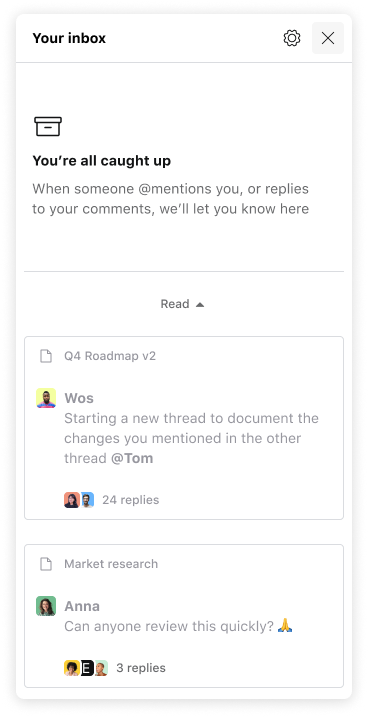 Your inbox
You're all caught up
When someone @mentions you, or replies
to your comments, we'll let you know here
Read
Q4 Roadmap v2
Wos
Starting a new thread to document the
changes you mentioned in the other
thread @Tom
24 replies
Market research
Anna
Can anyone review this quickly? 🙏
E
3 replies